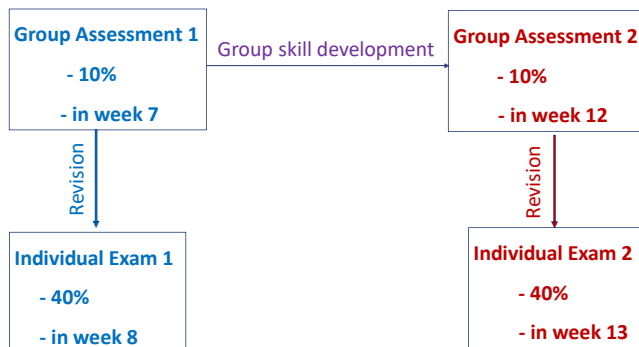 Group Assessment 1
- 10%
- in week 7
Group skill development
Group Assessment 2
- 10%
- in week 12
Revision
Revision
Individual Exam 1
- 40%
- in week 8
Individual Exam 2
- 40%
- in week 13